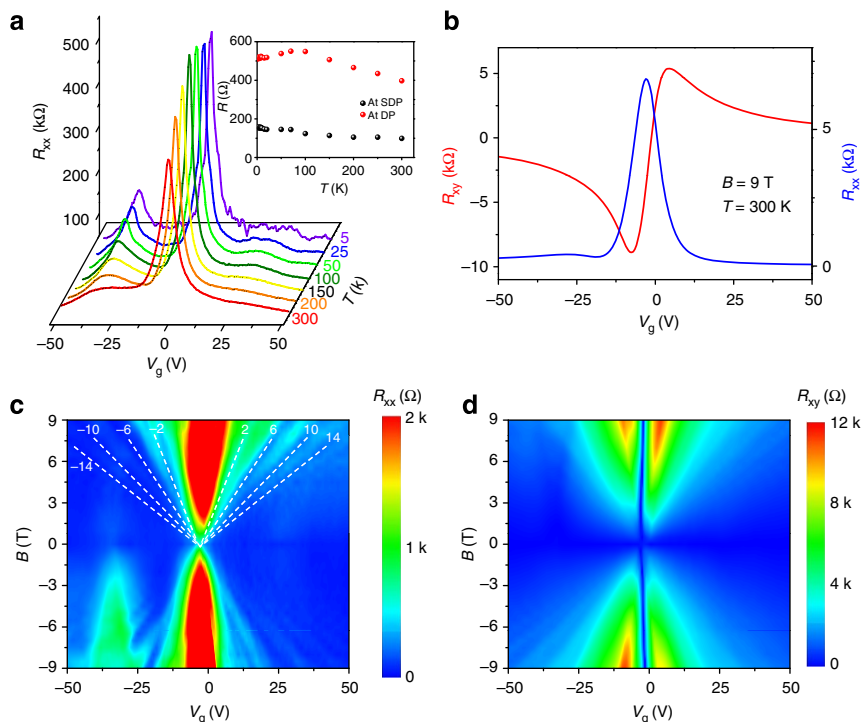 a
R_xx (kΩ)
500
400
300
200
100
600
400
200
0
R (Ω)
At SDP
At DP
0 100 200 300
T (K)
5
25
50
100
150
200
300
T (k)
−50 −25 0 25 50
V_g (V)
b
R_xy (kΩ)
5
0
−5
−10
B = 9 T
T = 300 K
5
0
R_xx (kΩ)
−50 −25 0 25 50
V_g (V)
c
R_xx (Ω)
B (T)
9
6
3
0
−3
−6
−9
−14 −10 −6 −2 2 6 10 14
2 k
1 k
0
−50 −25 0 25 50
V_g (V)
d
R_xy (Ω)
B (T)
9
6
3
0
−3
−6
−9
12 k
8 k
4 k
0
−50 −25 0 25 50
V_g (V)